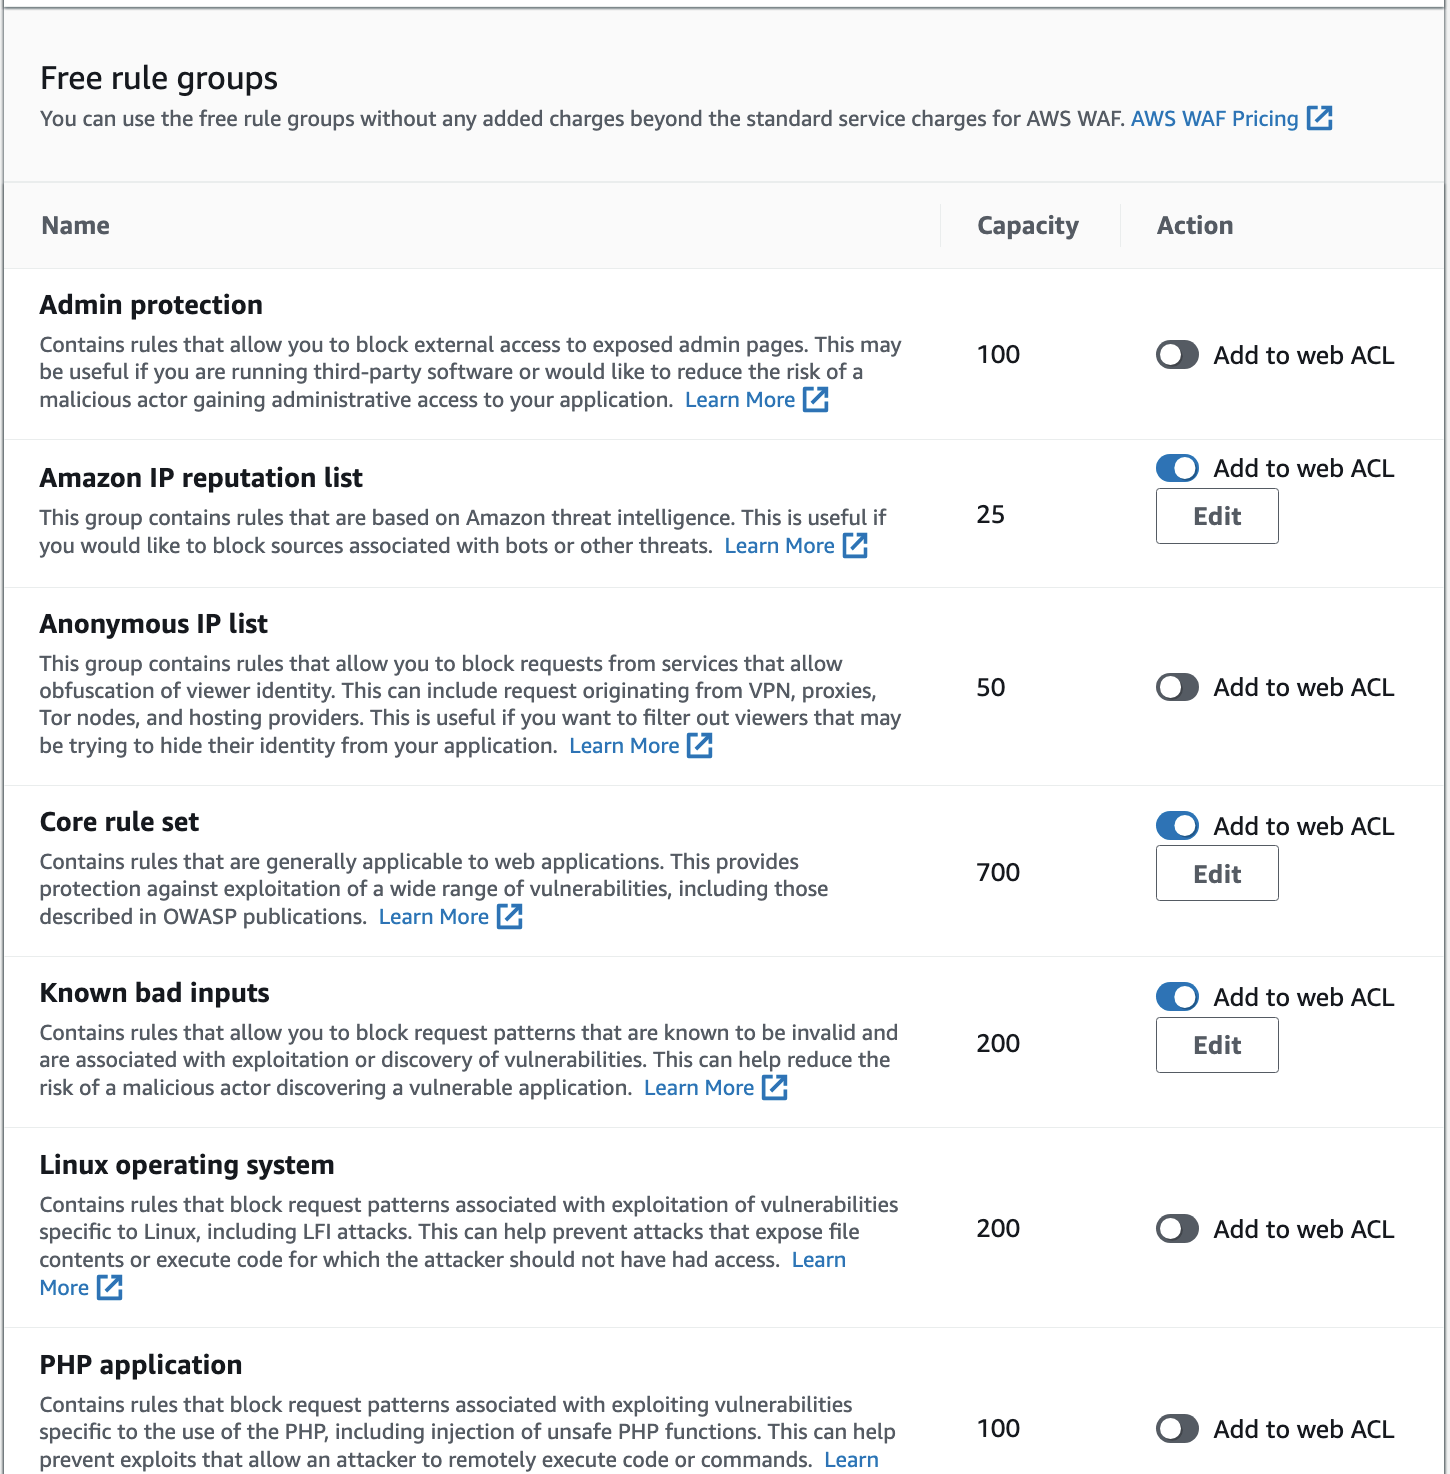 Free rule groups
You can use the free rule groups without any added charges beyond the standard service charges for AWS WAF. AWS WAF Pricing
Name Capacity Action
Admin protection
Contains rules that allow you to block external access to exposed admin pages. This may
be useful if you are running third-party software or would like to reduce the risk of a
malicious actor gaining administrative access to your application. Learn More
100
Add to web ACL
Amazon IP reputation list
This group contains rules that are based on Amazon threat intelligence. This is useful if
you would like to block sources associated with bots or other threats. Learn More
25
Add to web ACL
Edit
Anonymous IP list
This group contains rules that allow you to block requests from services that allow
obfuscation of viewer identity. This can include request originating from VPN, proxies,
Tor nodes, and hosting providers. This is useful if you want to filter out viewers that may
be trying to hide their identity from your application. Learn More
50
Add to web ACL
Core rule set
Contains rules that are generally applicable to web applications. This provides
protection against exploitation of a wide range of vulnerabilities, including those
described in OWASP publications. Learn More
700
Add to web ACL
Edit
Known bad inputs
Contains rules that allow you to block request patterns that are known to be invalid and
are associated with exploitation or discovery of vulnerabilities. This can help reduce the
risk of a malicious actor discovering a vulnerable application. Learn More
200
Add to web ACL
Edit
Linux operating system
Contains rules that block request patterns associated with exploitation of vulnerabilities
specific to Linux, including LFI attacks. This can help prevent attacks that expose file
contents or execute code for which the attacker should not have had access. Learn
More
200
Add to web ACL
PHP application
Contains rules that block request patterns associated with exploiting vulnerabilities
specific to the use of the PHP, including injection of unsafe PHP functions. This can help
prevent exploits that allow an attacker to remotely execute code or commands. Learn
100
Add to web ACL